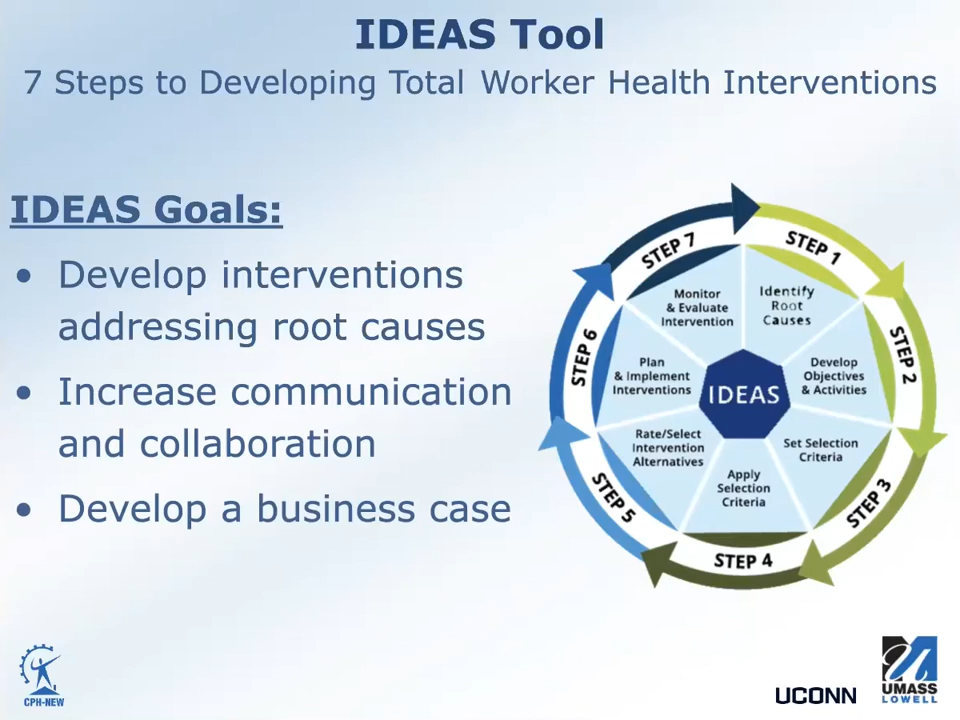 IDEAS Tool
7 Steps to Developing Total Worker Health Interventions
IDEAS Goals:
• Develop interventions
addressing root causes
• Increase communication
and collaboration
• Develop a business case
STEP 1
Identify
Root
Causes
STEP 2
Develop
Objectives
& Activities
STEP 3
Set Selection
Criteria
STEP 4
Apply
Selection
Criteria
STEP 5
Rate/Select
Intervention
Alternatives
STEP 6
Plan
& Implement
Interventions
STEP 7
Monitor
& Evaluate
Intervention
IDEAS
CPH-NEW
UCONN
UMASS
LOWELL